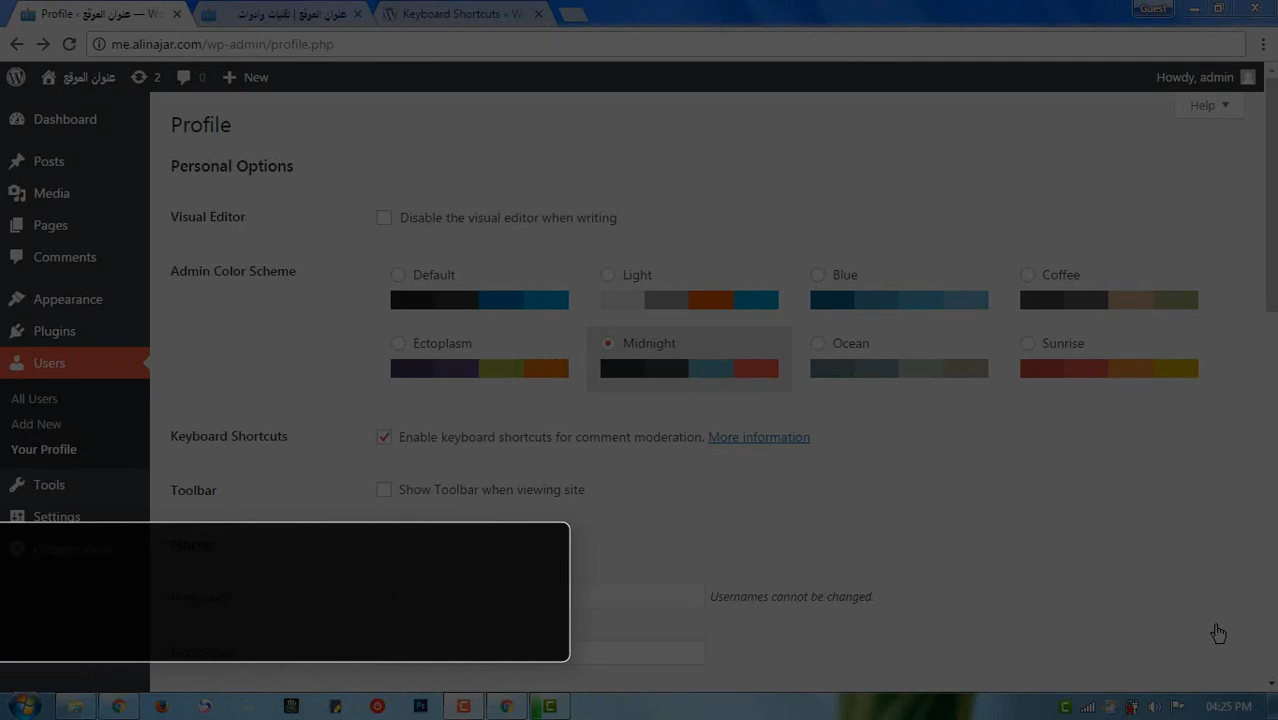 Profile ‹ عنوان الموقع — Wo
عنوان الموقع | تقنيات وادوات
Keyboard Shortcuts « Wo
Guest
me.alinajar.com/wp-admin/profile.php
عنوان الموقع
2
0
New
Howdy, admin
Help
Dashboard
Posts
Media
Pages
Comments
Appearance
Plugins
Users
All Users
Add New
Your Profile
Tools
Settings
Profile
Personal Options
Visual Editor
Disable the visual editor when writing
Admin Color Scheme
Default
Light
Blue
Coffee
Ectoplasm
Midnight
Ocean
Sunrise
Keyboard Shortcuts
Enable keyboard shortcuts for comment moderation. More information
Toolbar
Show Toolbar when viewing site
Name
Usernames cannot be changed.
04:25 PM